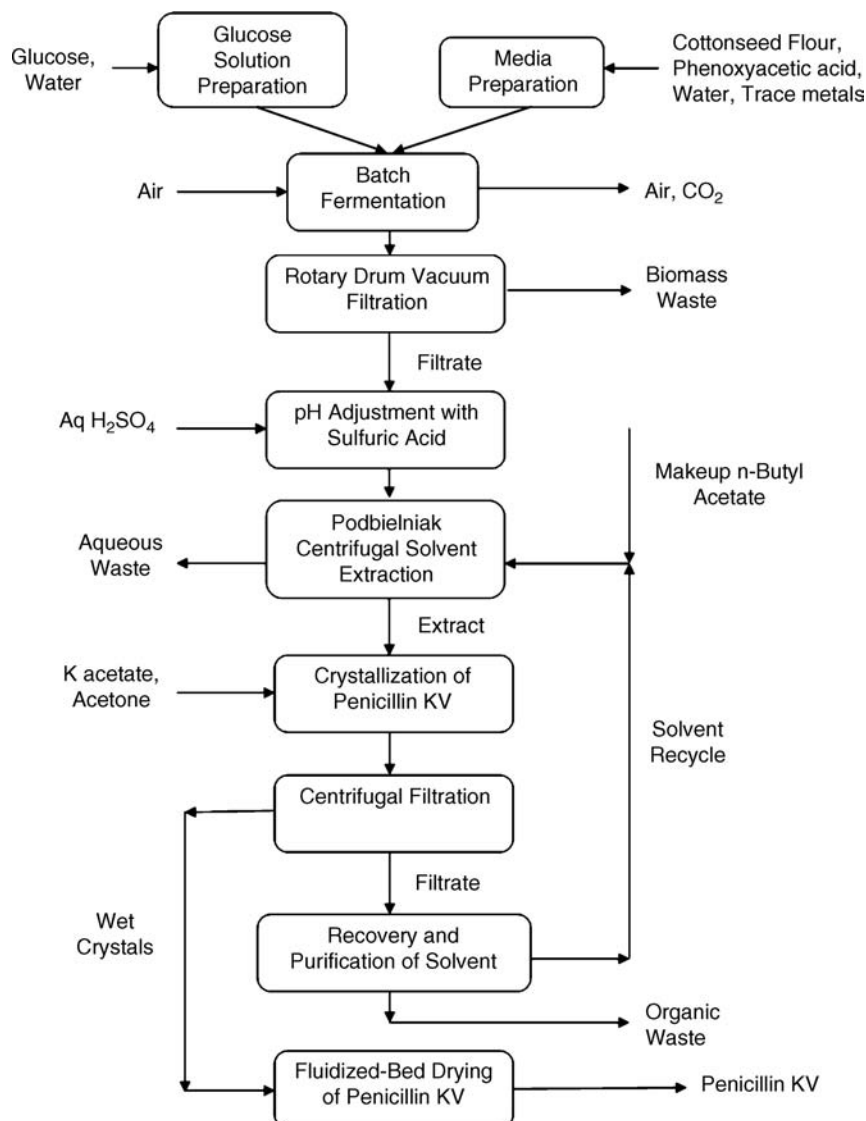 Glucose,
Water
Glucose
Solution
Preparation
Media
Preparation
Cottonseed Flour,
Phenoxyacetic acid,
Water, Trace metals
Air
Batch
Fermentation
Air, CO₂
Rotary Drum Vacuum
Filtration
Biomass
Waste
Filtrate
Aq H₂SO₄
pH Adjustment with
Sulfuric Acid
Makeup n-Butyl
Acetate
Aqueous
Waste
Podbielniak
Centrifugal Solvent
Extraction
Extract
K acetate,
Acetone
Crystallization of
Penicillin KV
Solvent
Recycle
Centrifugal Filtration
Filtrate
Wet
Crystals
Recovery and
Purification of Solvent
Organic
Waste
Fluidized-Bed Drying
of Penicillin KV
Penicillin KV